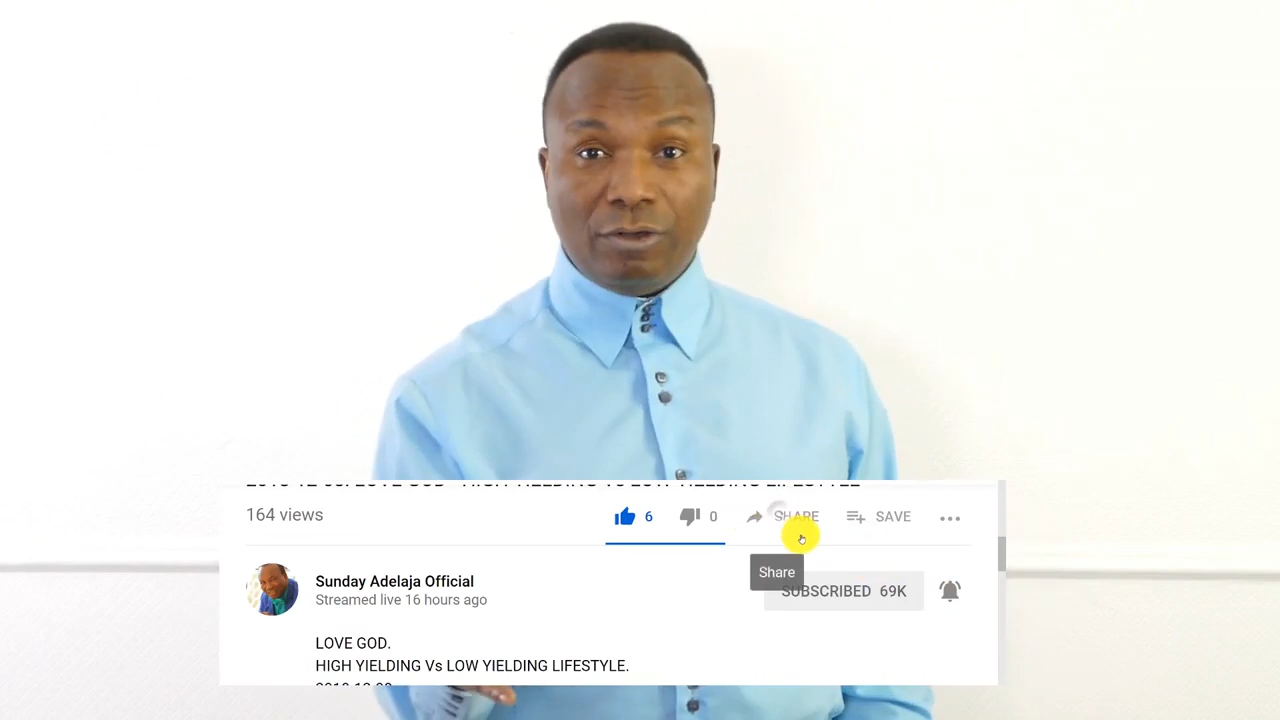 164 views
6
0
SHARE
SAVE
Share
Sunday Adelaja Official
SUBSCRIBED 69K
Streamed live 16 hours ago
LOVE GOD.
HIGH YIELDING Vs LOW YIELDING LIFESTYLE.